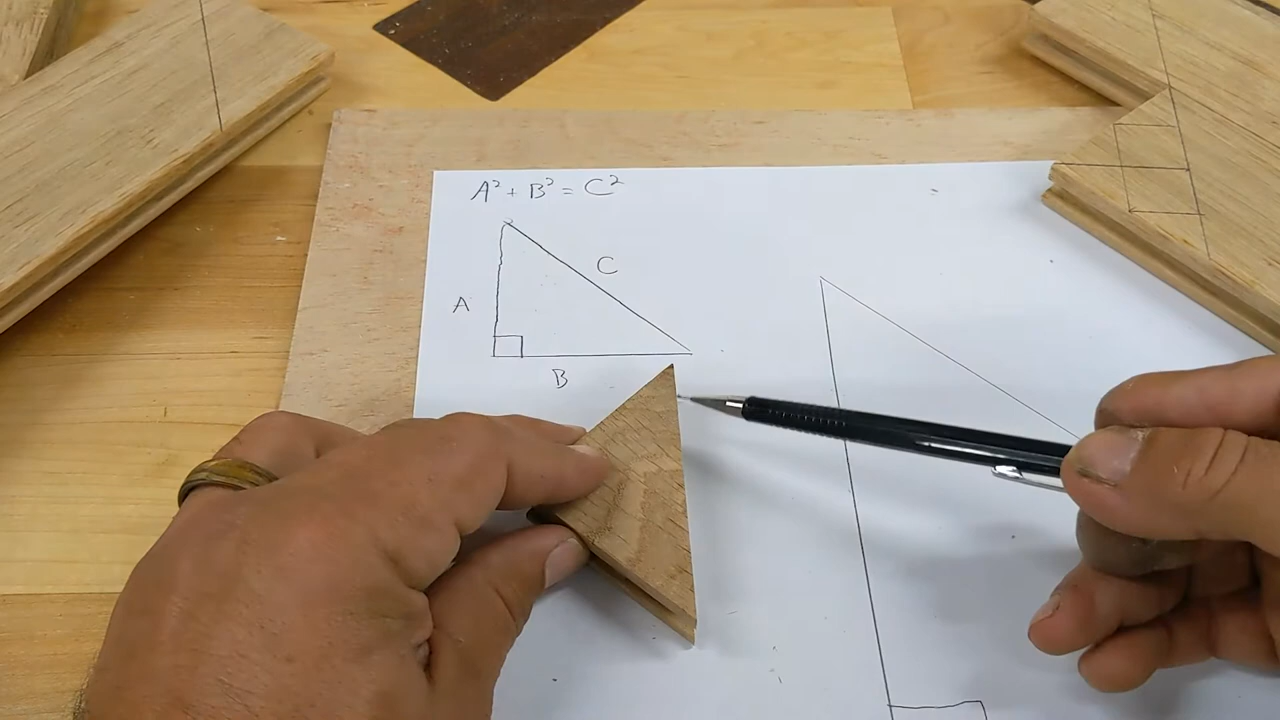 A² + B² = C²
C
A
B